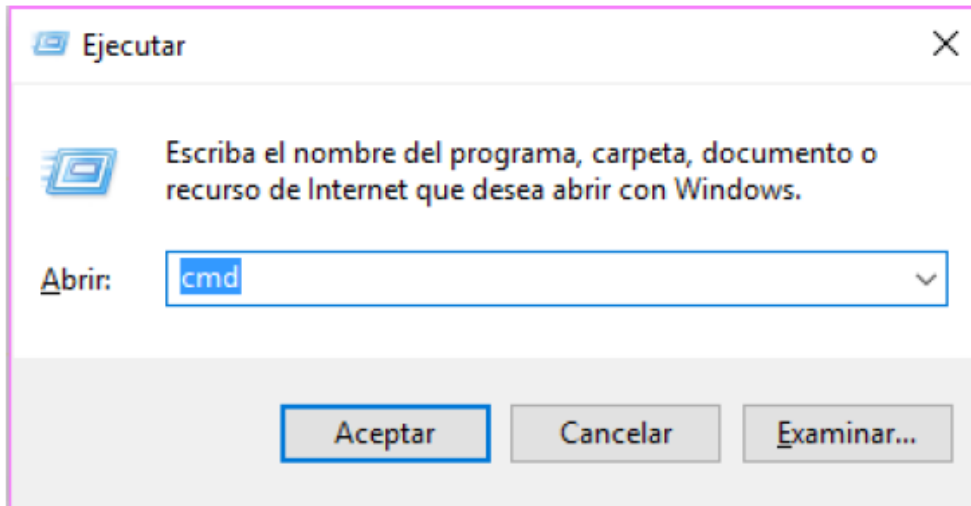 Ejecutar
Escriba el nombre del programa, carpeta, documento o
recurso de Internet que desea abrir con Windows.
Abrir: cmd
Aceptar Cancelar Examinar...